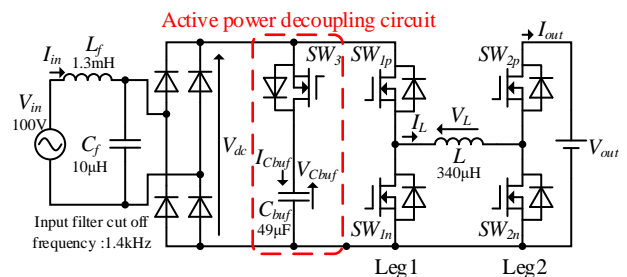 Active power decoupling circuit
I_in
L_f
1.3mH
SW_3
SW_1p
SW_2p
I_out
V_in
100V
C_f
10μH
V_dc
I_L
V_L
L
340μH
V_out
I_Cbuf
V_Cbuf
C_buf
49μF
SW_1n
SW_2n
Input filter cut off
frequency :1.4kHz
Leg1
Leg2